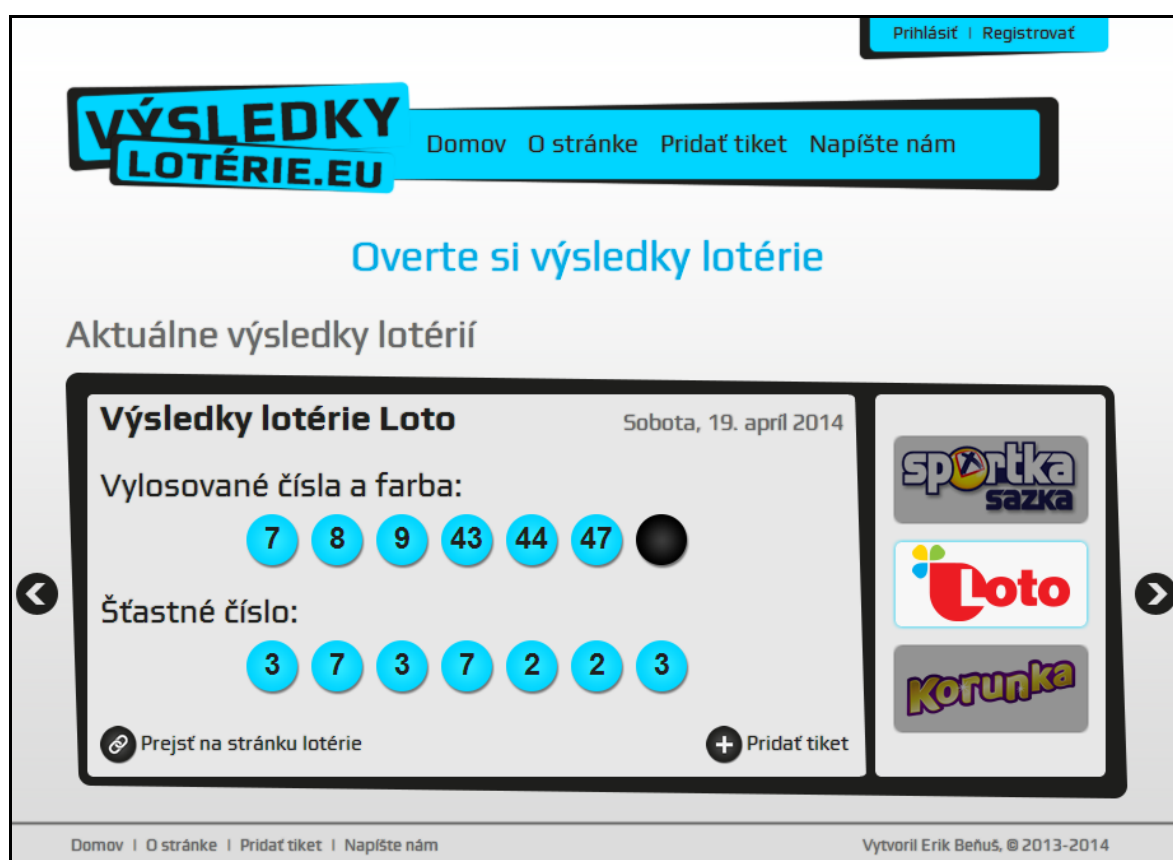 Prihlásiť | Registrovať
VÝSLEDKY
LOTÉRIE.EU
Domov O stránke Pridať tiket Napíšte nám
Overte si výsledky lotérie
Aktuálne výsledky lotérií
Výsledky lotérie Loto
Sobota, 19. apríl 2014
Vylosované čísla a farba:
7 8 9 43 44 47
Šťastné číslo:
3 7 3 7 2 2 3
Prejsť na stránku lotérie
Pridať tiket
sportka
sazka
Loto
Korunka
Domov | O stránke | Pridať tiket | Napíšte nám
Vytvoril Erik Beňuš, © 2013-2014